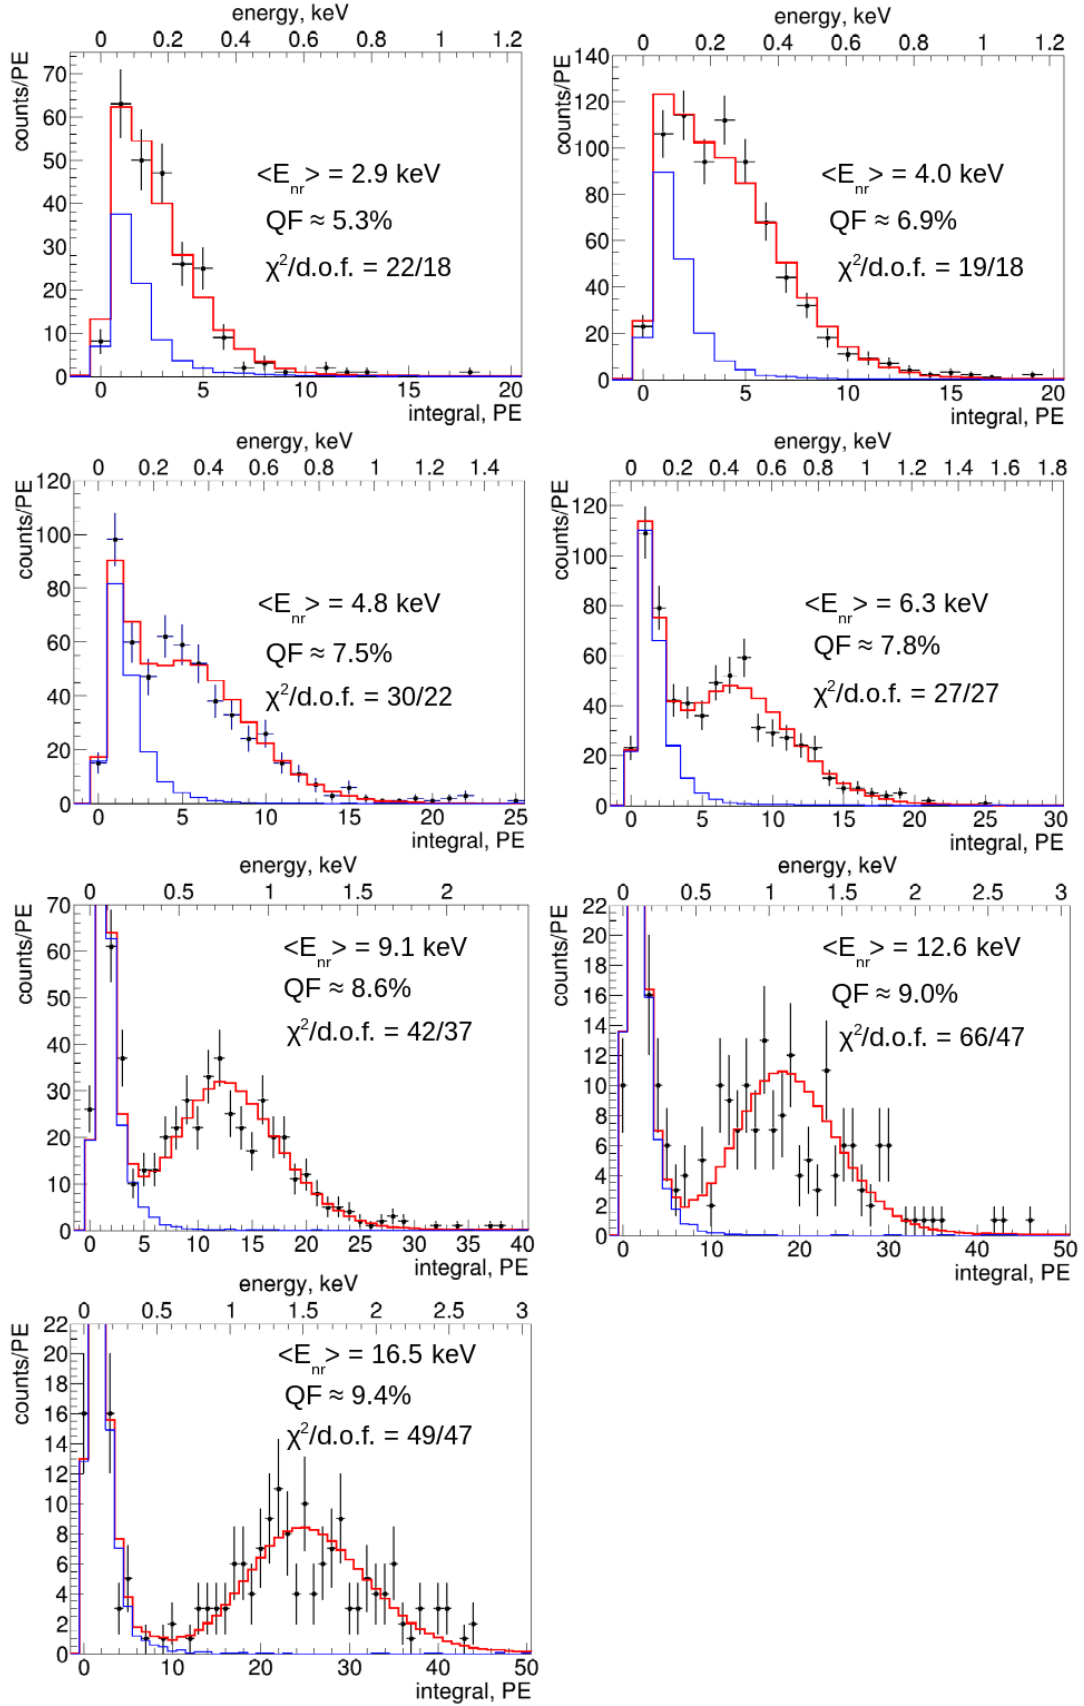 energy, keV
0 0.2 0.4 0.6 0.8 1 1.2
counts/PE
70
60
50
40
30
20
10
0
<E_nr> = 2.9 keV
QF ≈ 5.3%
χ²/d.o.f. = 22/18
0 5 10 15 20
integral, PE
energy, keV
0 0.2 0.4 0.6 0.8 1 1.2
counts/PE
140
120
100
80
60
40
20
0
<E_nr> = 4.0 keV
QF ≈ 6.9%
χ²/d.o.f. = 19/18
0 5 10 15 20
integral, PE
energy, keV
0 0.2 0.4 0.6 0.8 1 1.2 1.4
counts/PE
120
100
80
60
40
20
0
<E_nr> = 4.8 keV
QF ≈ 7.5%
χ²/d.o.f. = 30/22
0 5 10 15 20 25
integral, PE
energy, keV
0 0.2 0.4 0.6 0.8 1 1.2 1.4 1.6 1.8
counts/PE
120
100
80
60
40
20
0
<E_nr> = 6.3 keV
QF ≈ 7.8%
χ²/d.o.f. = 27/27
0 5 10 15 20 25 30
integral, PE
energy, keV
0 0.5 1 1.5 2
counts/PE
70
60
50
40
30
20
10
0
<E_nr> = 9.1 keV
QF ≈ 8.6%
χ²/d.o.f. = 42/37
0 5 10 15 20 25 30 35 40
integral, PE
energy, keV
0 0.5 1 1.5 2 2.5 3
counts/PE
22
20
18
16
14
12
10
8
6
4
2
0
<E_nr> = 12.6 keV
QF ≈ 9.0%
χ²/d.o.f. = 66/47
0 10 20 30 40 50
integral, PE
energy, keV
0 0.5 1 1.5 2 2.5 3
counts/PE
22
20
18
16
14
12
10
8
6
4
2
0
<E_nr> = 16.5 keV
QF ≈ 9.4%
χ²/d.o.f. = 49/47
0 10 20 30 40 50
integral, PE